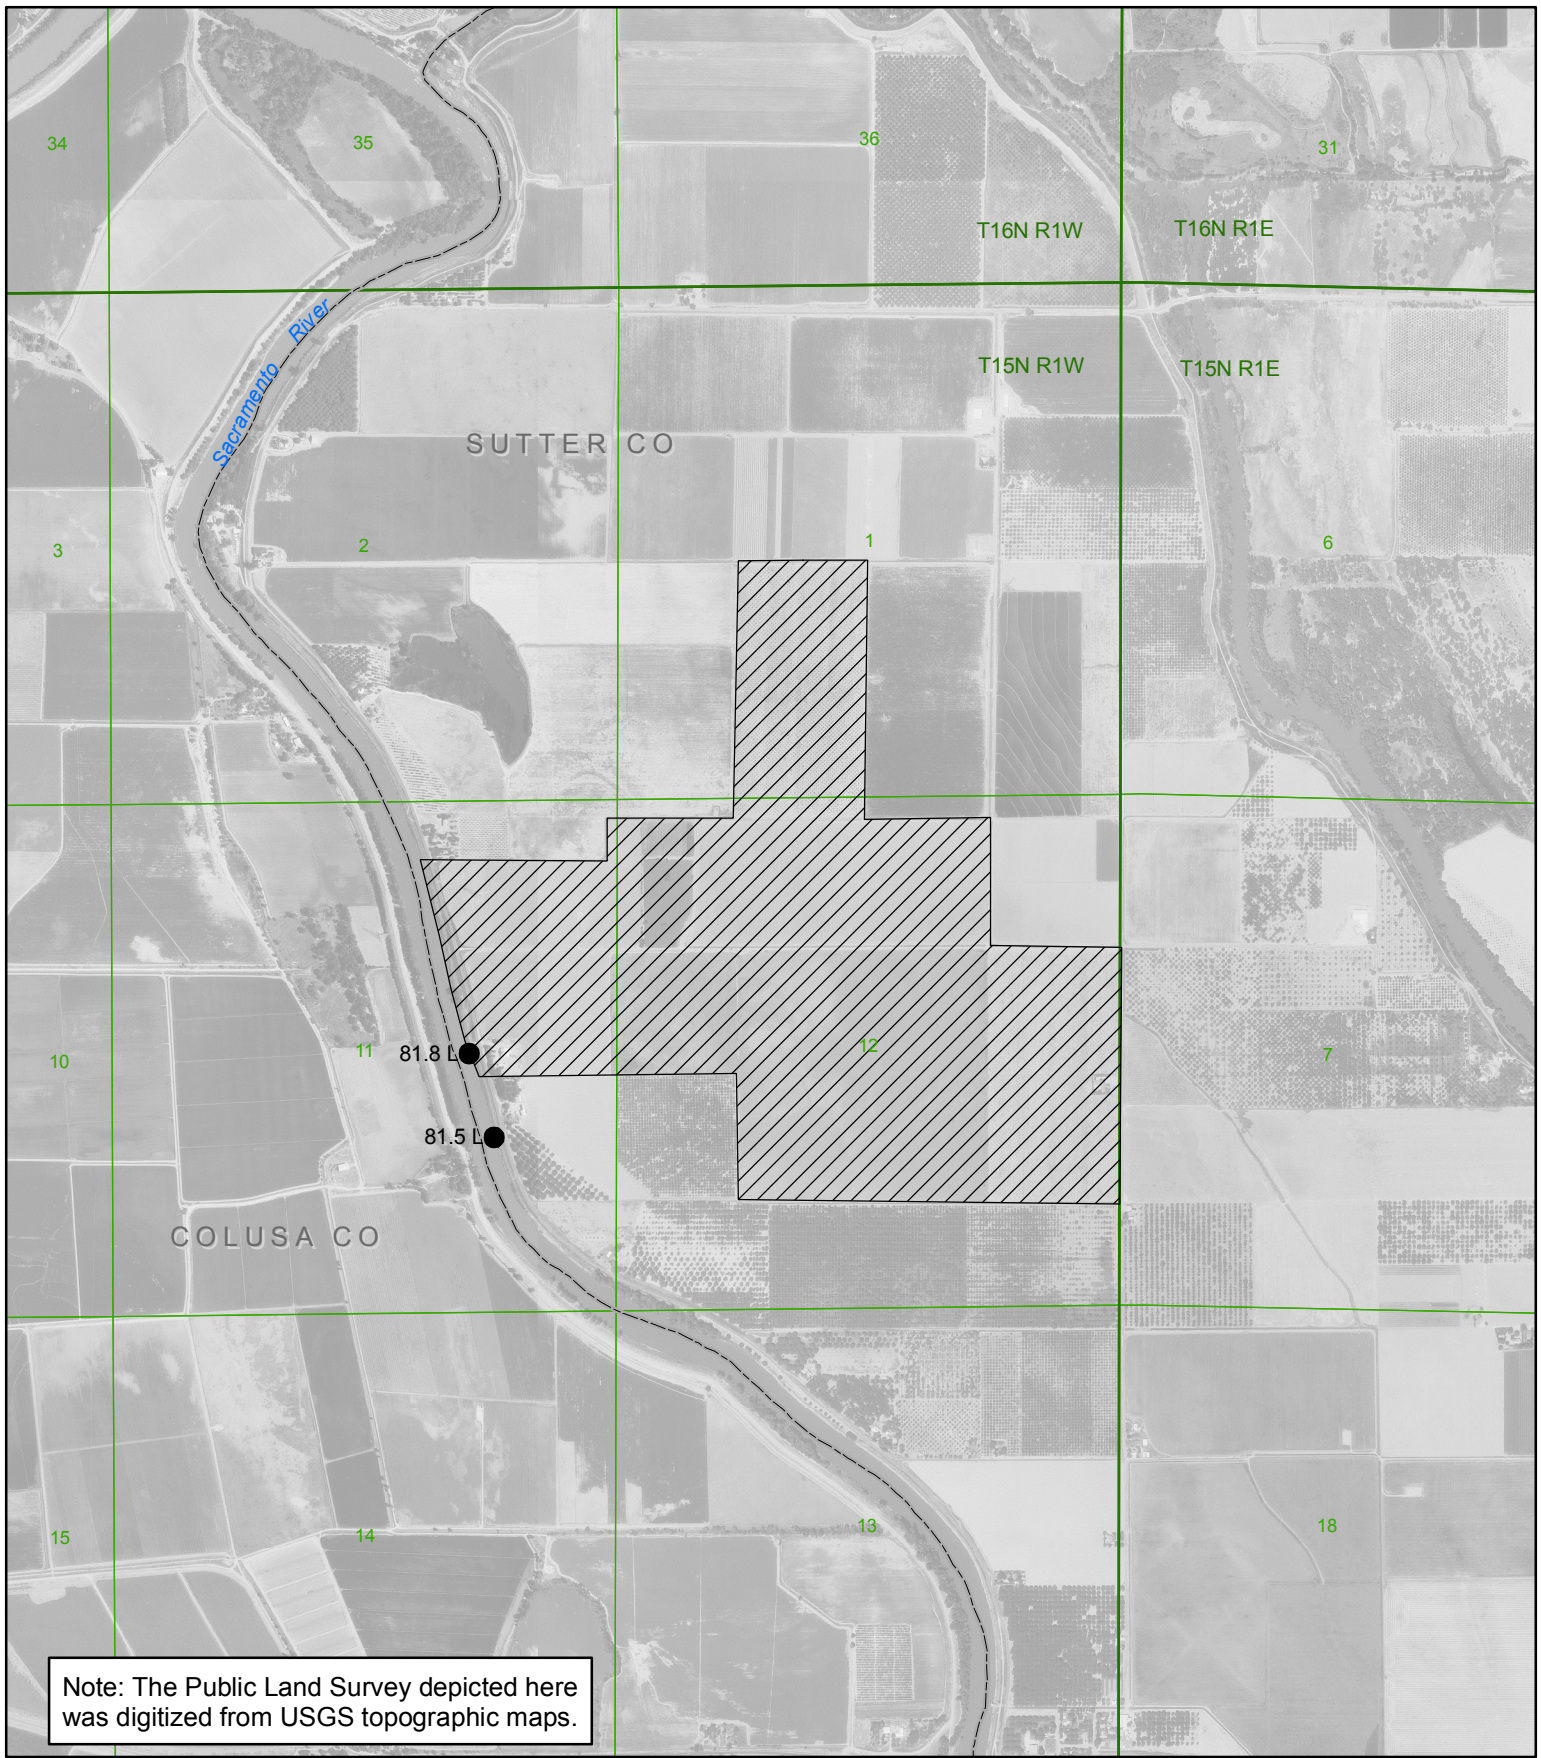 34
35
36
31
T16N R1W
T16N R1E
Sacramento River
T15N R1W
T15N R1E
SUTTER CO
3
2
1
6
81.8 L
11
10
12
7
81.5 L
COLUSA CO
15
14
13
18
Note: The Public Land Survey depicted here
was digitized from USGS topographic maps.